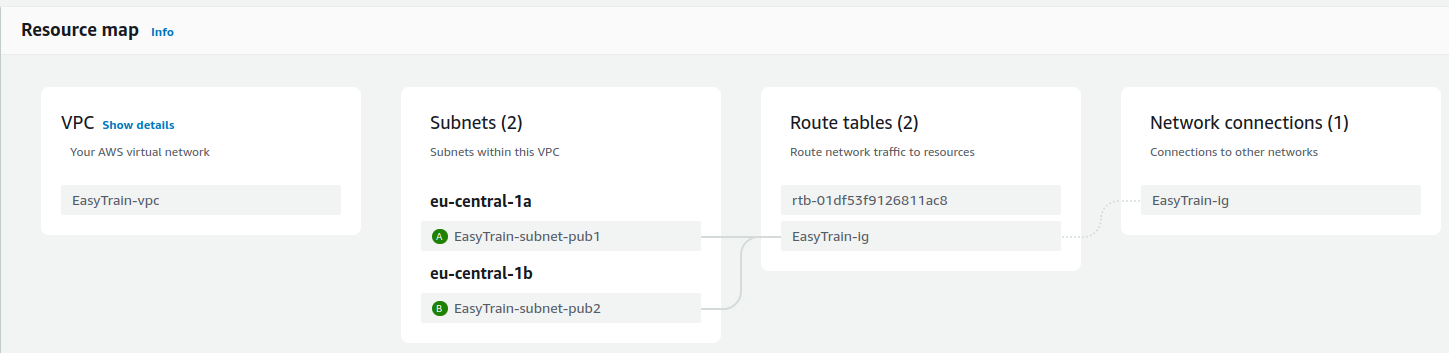 Resource map Info
VPC Show details
Your AWS virtual network
EasyTrain-vpc
Subnets (2)
Subnets within this VPC
eu-central-1a
A EasyTrain-subnet-pub1
eu-central-1b
B EasyTrain-subnet-pub2
Route tables (2)
Route network traffic to resources
rtb-01df53f9126811ac8
EasyTrain-ig
Network connections (1)
Connections to other networks
EasyTrain-ig